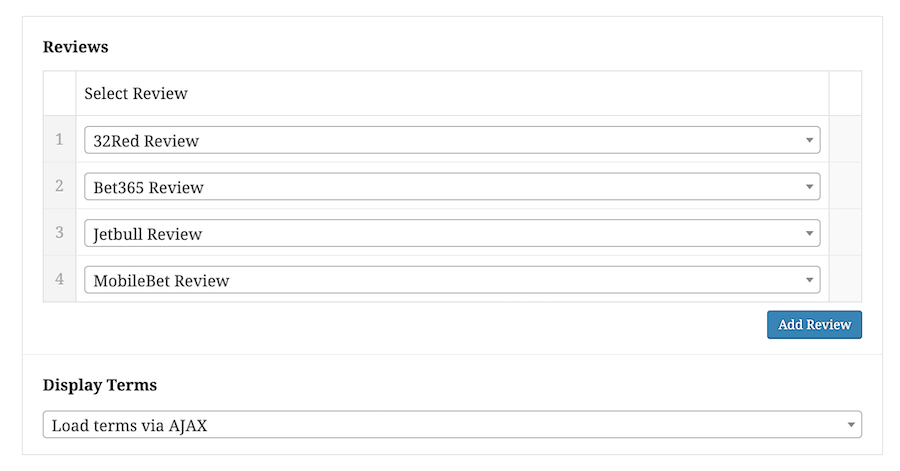 Reviews
Select Review
1 32Red Review
2 Bet365 Review
3 Jetbull Review
4 MobileBet Review
Add Review
Display Terms
Load terms via AJAX